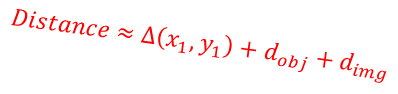 Distance ≈ Δ(x₁, y₁) + d_obj + d_img